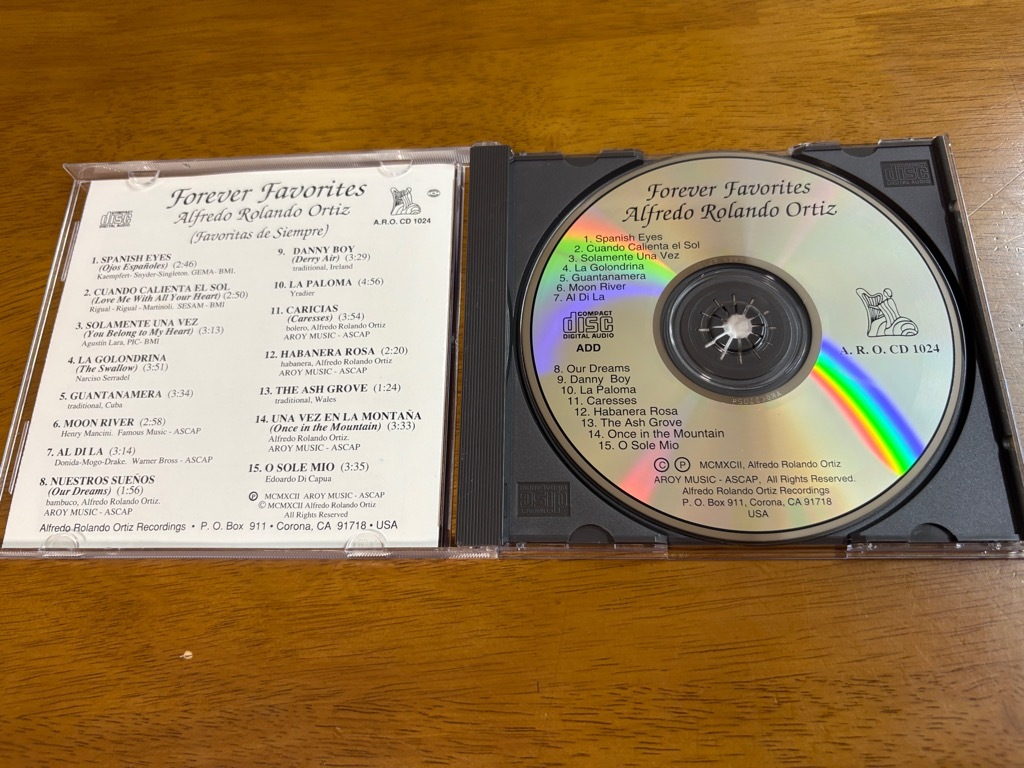 Forever Favorites
Alfredo Rolando Ortiz
(Favoritas de Siempre)
COMPACT
disc
DIGITAL AUDIO
A.R.O. CD 1024
1. SPANISH EYES
(Ojos Españoles) (2:46)
Kaempfert- Snyder-Singleton, GEMA- BMI.
2. CUANDO CALIENTA EL SOL
(Love Me With All Your Heart) (2:50)
Rigual - Rigual - Martinoli. SESAM - BMI
3. SOLAMENTE UNA VEZ
(You Belong to My Heart) (3:13)
Agustín Lara, PIC- BMI
4. LA GOLONDRINA
(The Swallow) (3:51)
Narciso Serradel
5. GUANTANAMERA (3:34)
traditional, Cuba
6. MOON RIVER (2:58)
Henry Mancini. Famous Music - ASCAP
7. AL DI LA (3:14)
Donida-Mogo-Drake. Warner Bross - ASCAP
8. NUESTROS SUEÑOS
(Our Dreams) (1:56)
bambuco, Alfredo Rolando Ortiz.
AROY MUSIC - ASCAP
9. DANNY BOY
(Derry Air) (3:29)
traditional, Ireland
10. LA PALOMA (4:56)
Yradier
11. CARICIAS
(Caresses) (3:54)
bolero, Alfredo Rolando Ortiz
AROY MUSIC - ASCAP
12. HABANERA ROSA (2:20)
habanera, Alfredo Rolando Ortiz
AROY MUSIC - ASCAP
13. THE ASH GROVE (1:24)
traditional, Wales
14. UNA VEZ EN LA MONTAÑA
(Once in the Mountain) (3:33)
Alfredo Rolando Ortiz.
AROY MUSIC - ASCAP
15. O SOLE MIO (3:35)
Edoardo Di Capua
Ⓟ MCMXCII AROY MUSIC - ASCAP
© MCMXCII Alfredo Rolando Ortiz
All Rights Reserved
Alfredo Rolando Ortiz Recordings • P. O. Box 911 • Corona, CA 91718 • USA
Forever Favorites
Alfredo Rolando Ortiz
1. Spanish Eyes
2. Cuando Calienta el Sol
3. Solamente Una Vez
4. La Golondrina
5. Guantanamera
6. Moon River
7. Al Di La
COMPACT
disc
DIGITAL AUDIO
ADD
A. R. O. CD 1024
8. Our Dreams
9. Danny Boy
10. La Paloma
11. Caresses
12. Habanera Rosa
13. The Ash Grove
14. Once in the Mountain
15. O Sole Mio
© Ⓟ MCMXCII, Alfredo Rolando Ortiz
AROY MUSIC - ASCAP, All Rights Reserved.
Alfredo Rolando Ortiz Recordings
P. O. Box 911, Corona, CA 91718
USA
disc